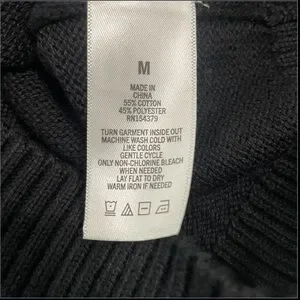 M
MADE IN
CHINA
55% COTTON
45% POLYESTER
RN154379
TURN GARMENT INSIDE OUT
MACHINE WASH COLD WITH
LIKE COLORS
GENTLE CYCLE
ONLY NON-CHLORINE BLEACH
WHEN NEEDED
LAY FLAT TO DRY
WARM IRON IF NEEDED